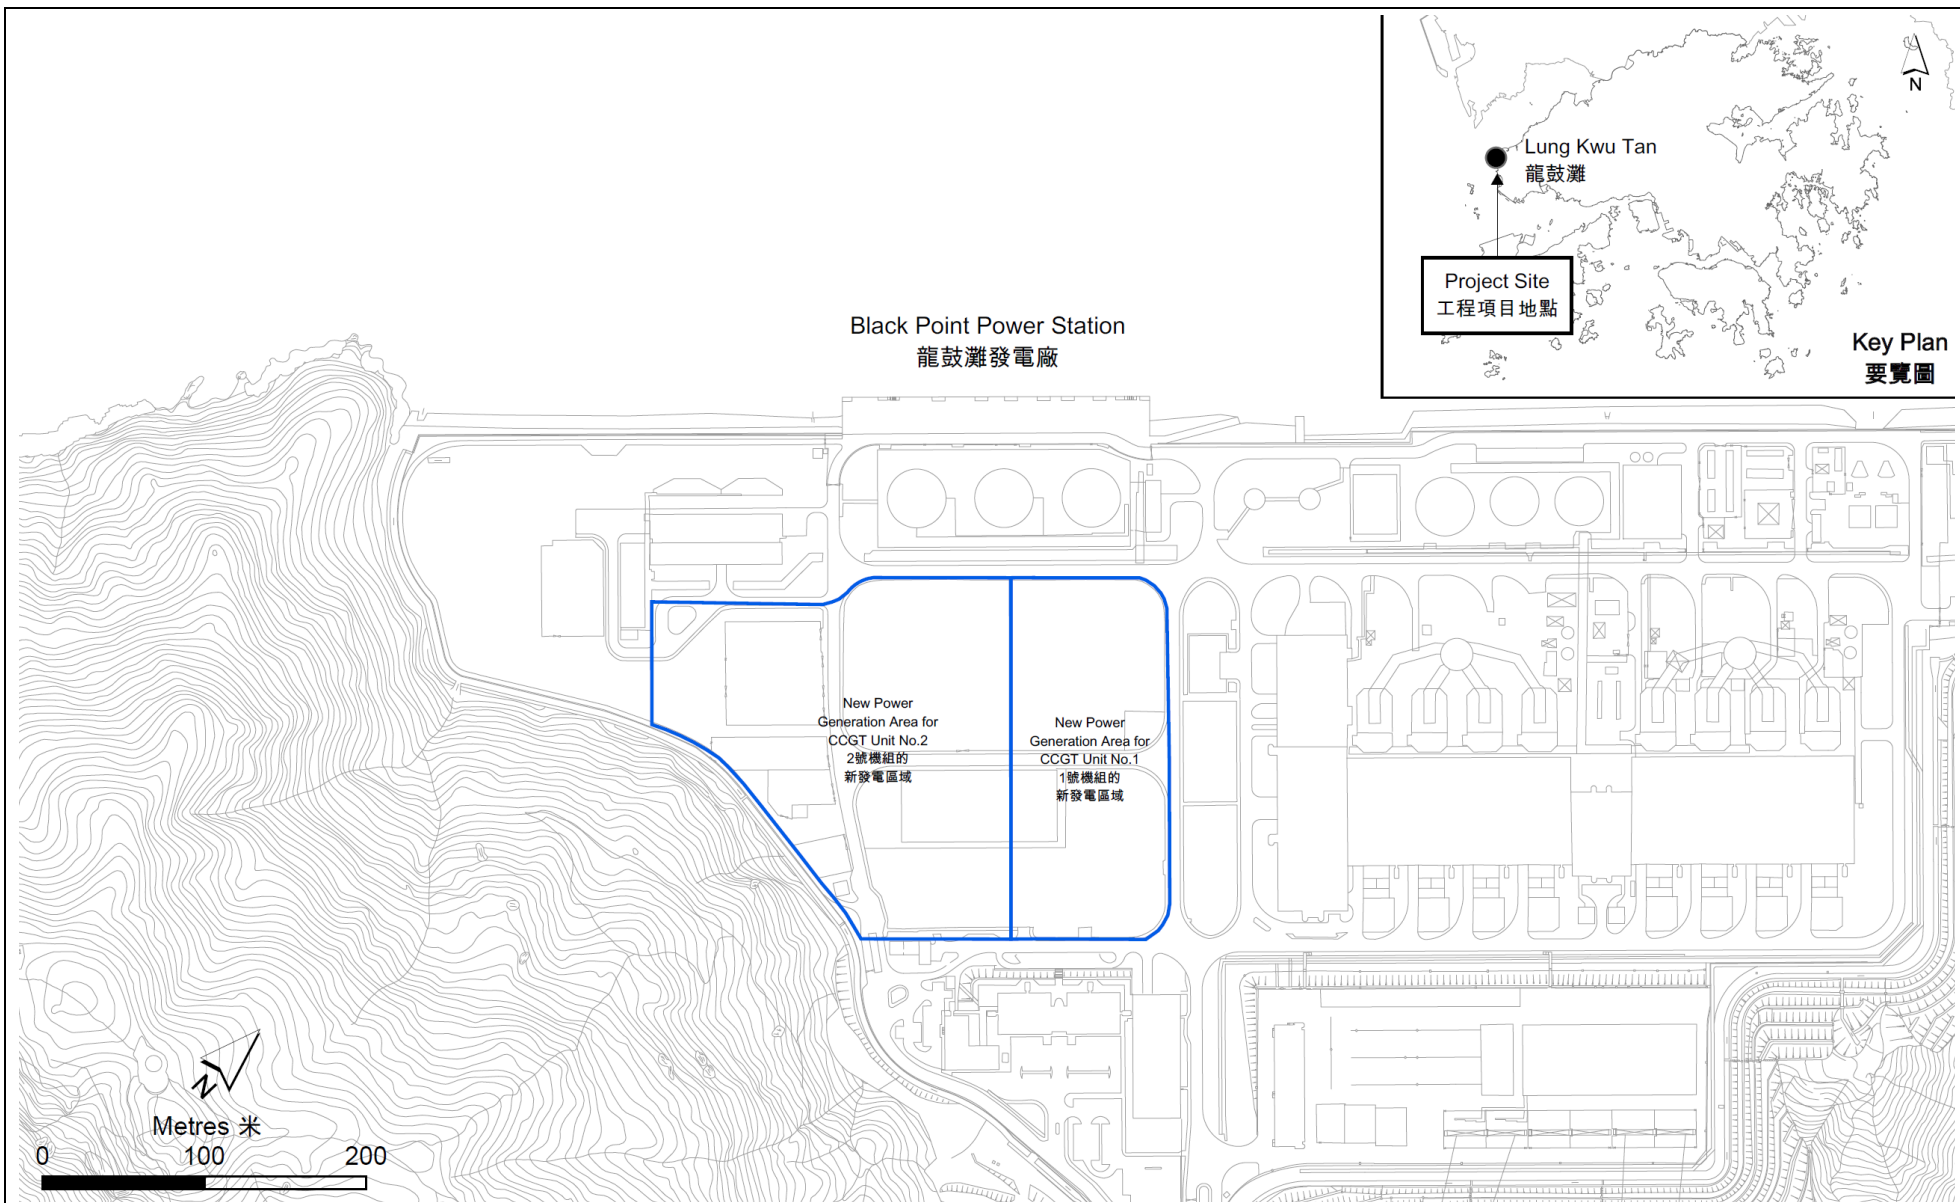 N
Lung Kwu Tan
龍鼓灘
Project Site
工程項目地點
Key Plan
要覽圖
Black Point Power Station
龍鼓灘發電廠
New Power
Generation Area for
CCGT Unit No.2
2號機組的
新發電區域
New Power
Generation Area for
CCGT Unit No.1
1號機組的
新發電區域
N
Metres 米
0 100 200